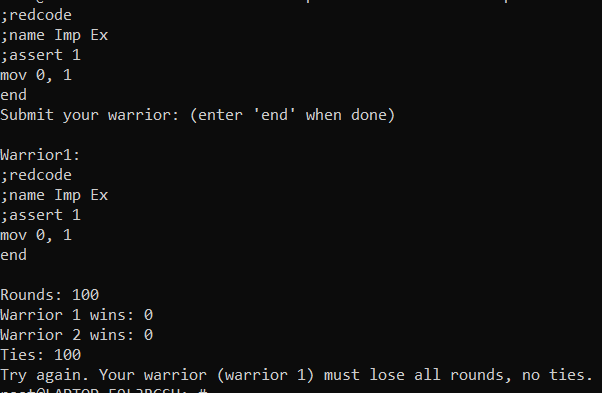 ;redcode
;name Imp Ex
;assert 1
mov 0, 1
end
Submit your warrior: (enter 'end' when done)
Warrior1:
;redcode
;name Imp Ex
;assert 1
mov 0, 1
end
Rounds: 100
Warrior 1 wins: 0
Warrior 2 wins: 0
Ties: 100
Try again. Your warrior (warrior 1) must lose all rounds, no ties.